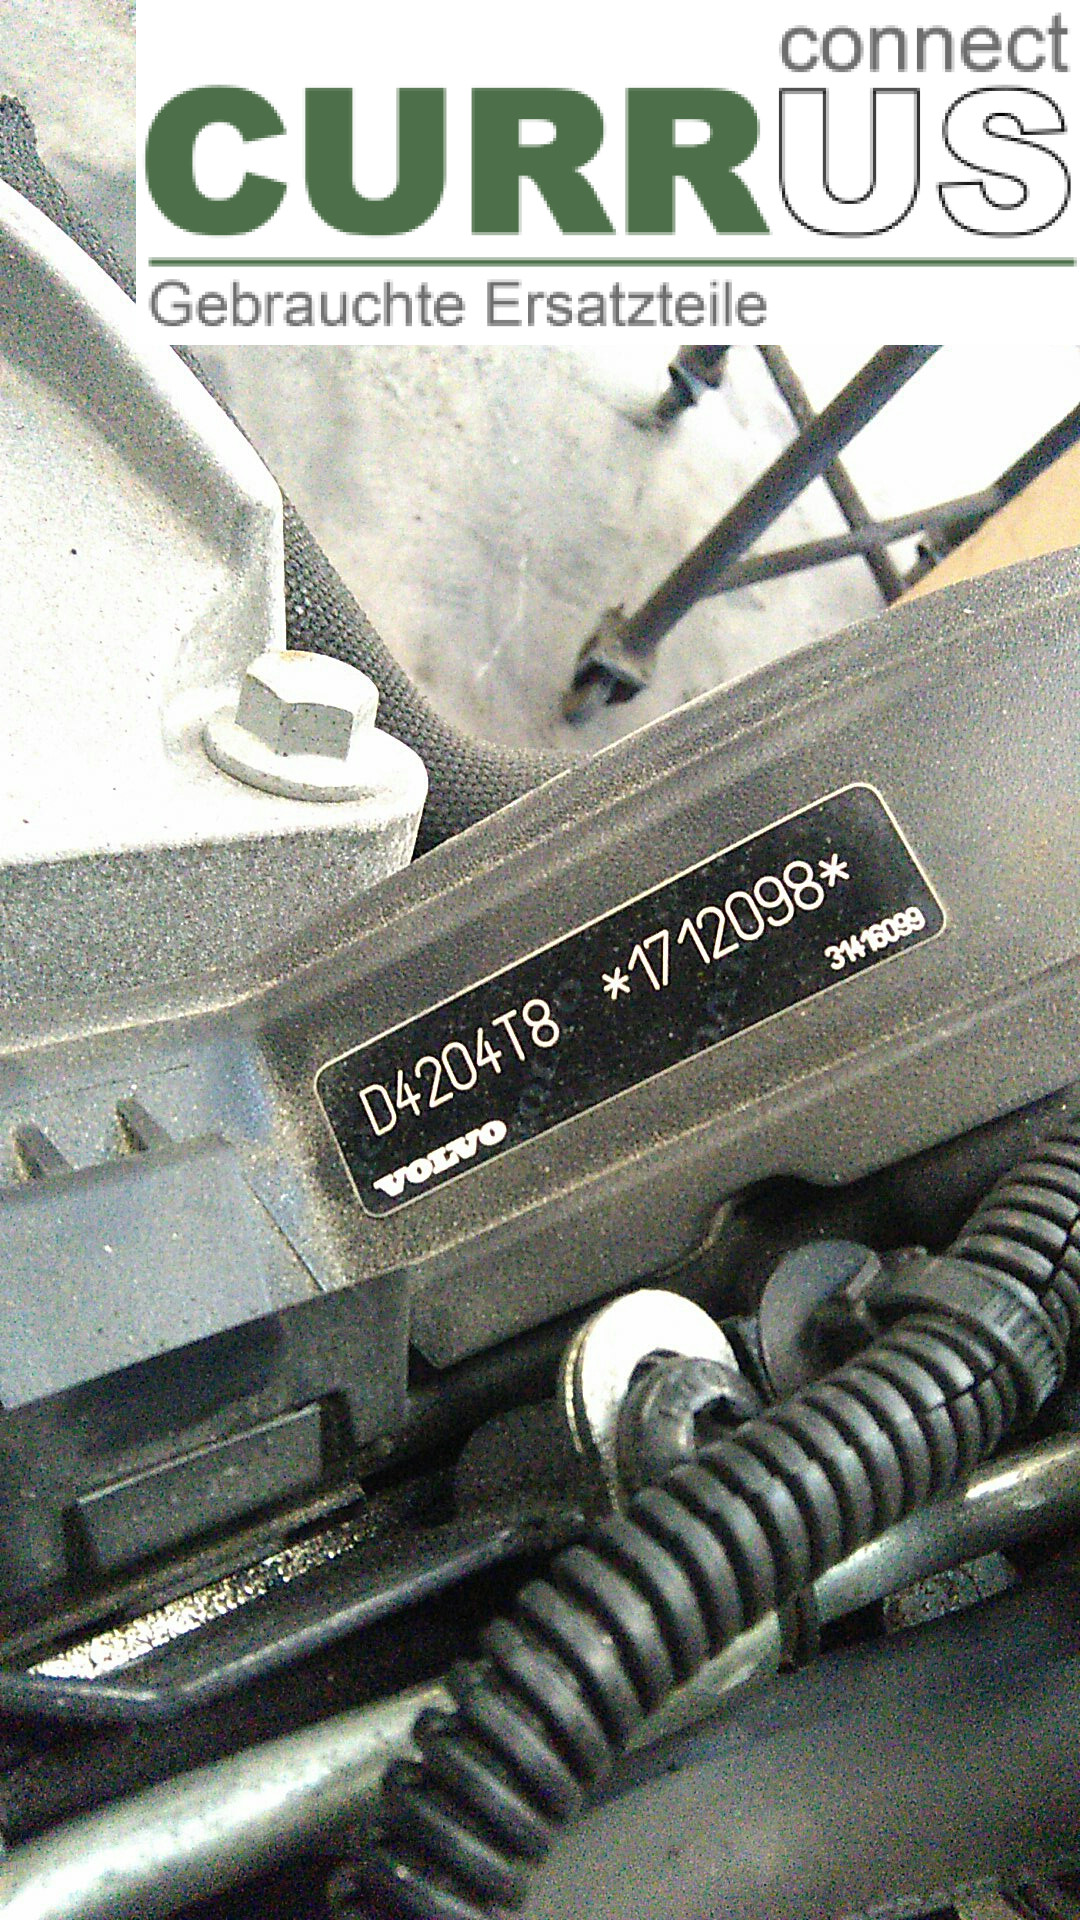 connect
CURRUS
Gebrauchte Ersatzteile
D4204T8 *1712098*
VOLVO 31416099